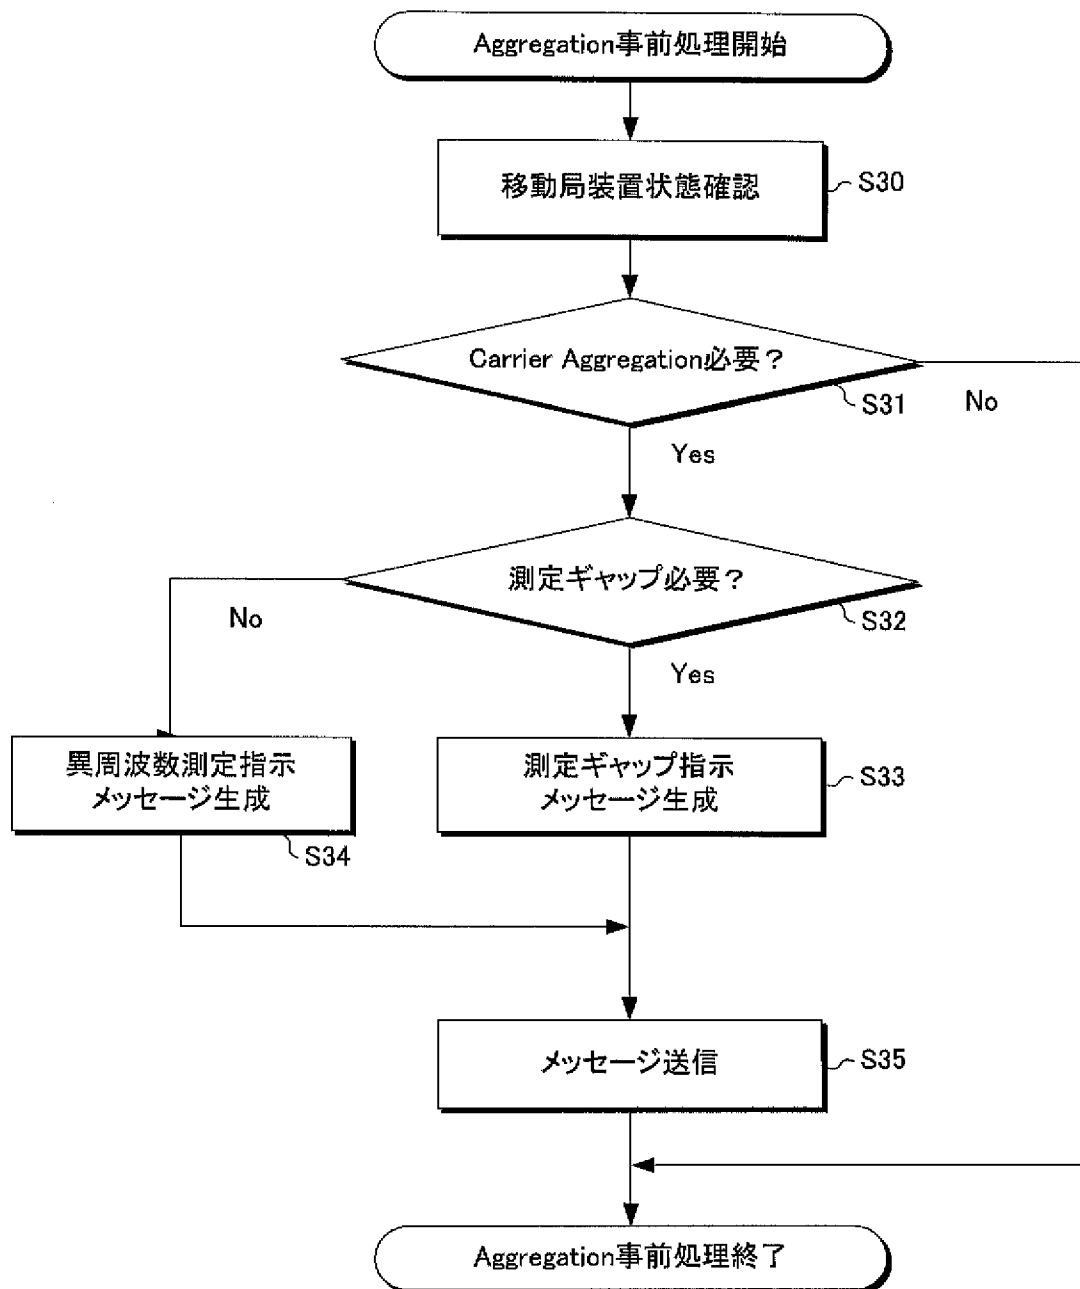 Aggregation事前処理開始
移動局装置状態確認
S30
Carrier Aggregation必要？
S31
No
Yes
測定ギャップ必要？
S32
No
Yes
異周波数測定指示
メッセージ生成
S34
測定ギャップ指示
メッセージ生成
S33
メッセージ送信
S35
Aggregation事前処理終了